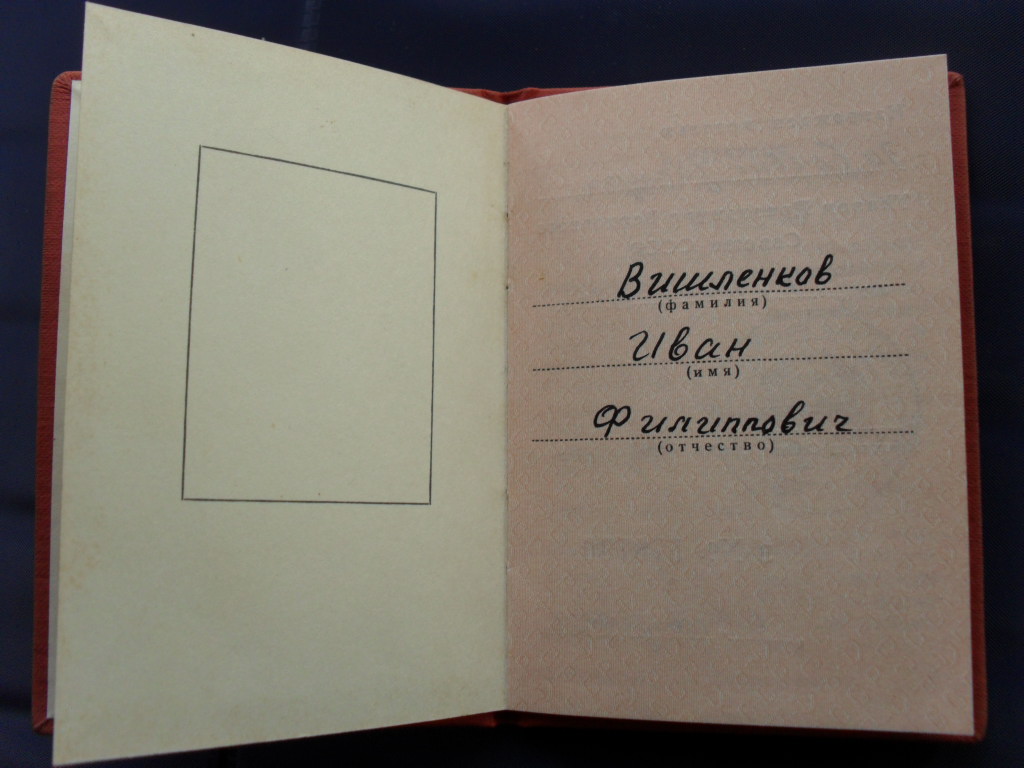 Вишленков
(фамилия)
Иван
(имя)
Филиппович
(отчество)